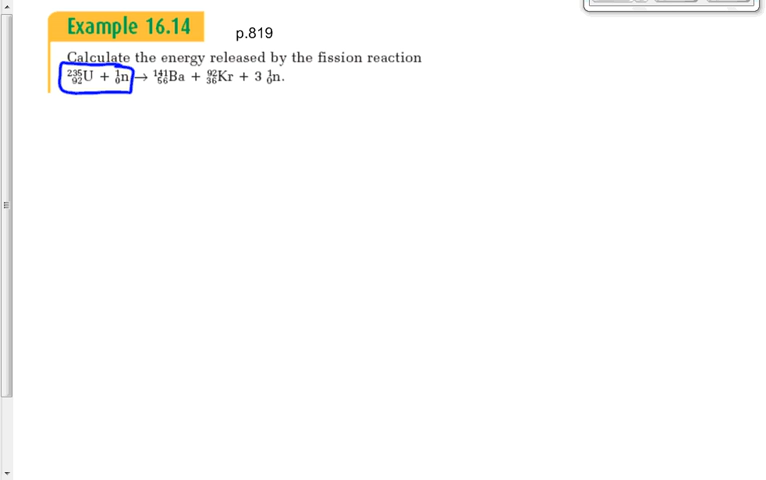 Example 16.14
p.819
Calculate the energy released by the fission reaction
²³⁵₉₂U + ¹₀n → ¹⁴¹₅₆Ba + ⁹²₃₆Kr + 3 ¹₀n.